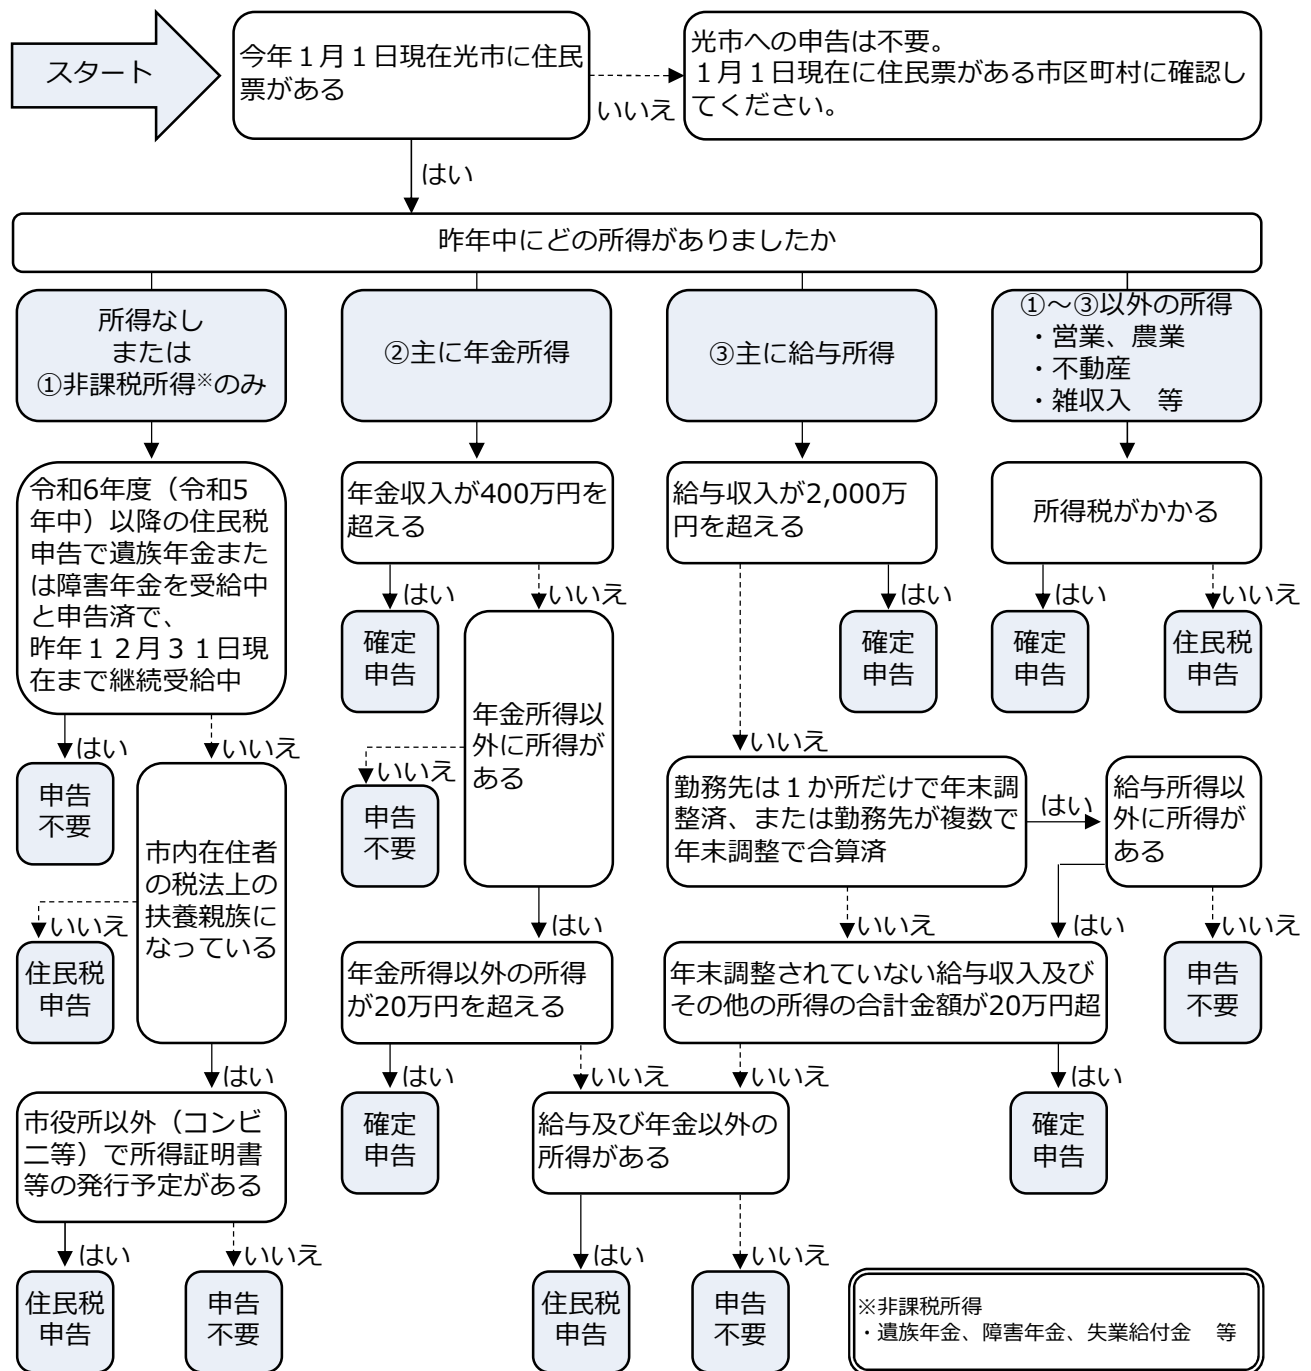 スタート
今年１月１日現在光市に住民
票がある
いいえ
光市への申告は不要。
１月１日現在に住民票がある市区町村に確認し
てください。
はい
昨年中にどの所得がありましたか
所得なし
または
①非課税所得※のみ
②主に年金所得
③主に給与所得
①～③以外の所得
・営業、農業
・不動産
・雑収入　等
令和6年度（令和5
年中）以降の住民税
申告で遺族年金また
は障害年金を受給中
と申告済で、
昨年１２月３１日現
在まで継続受給中
年金収入が400万円を
超える
給与収入が2,000万
円を超える
所得税がかかる
はい
いいえ
はい
はい
いいえ
確定
申告
確定
申告
確定
申告
住民税
申告
はい
いいえ
年金所得以
外に所得が
ある
いいえ
いいえ
申告
不要
申告
不要
市内在住者
の税法上の
扶養親族に
なっている
勤務先は１か所だけで年末調
整済、または勤務先が複数で
年末調整で合算済
はい
給与所得以
外に所得が
ある
いいえ
はい
いいえ
はい
いいえ
住民税
申告
年金所得以外の所得
が20万円を超える
年末調整されていない給与収入及び
その他の所得の合計金額が20万円超
申告
不要
はい
はい
いいえ
いいえ
はい
市役所以外（コンビ
ニ等）で所得証明書
等の発行予定がある
確定
申告
給与及び年金以外の
所得がある
確定
申告
はい
いいえ
はい
いいえ
住民税
申告
申告
不要
住民税
申告
申告
不要
※非課税所得
・遺族年金、障害年金、失業給付金　等